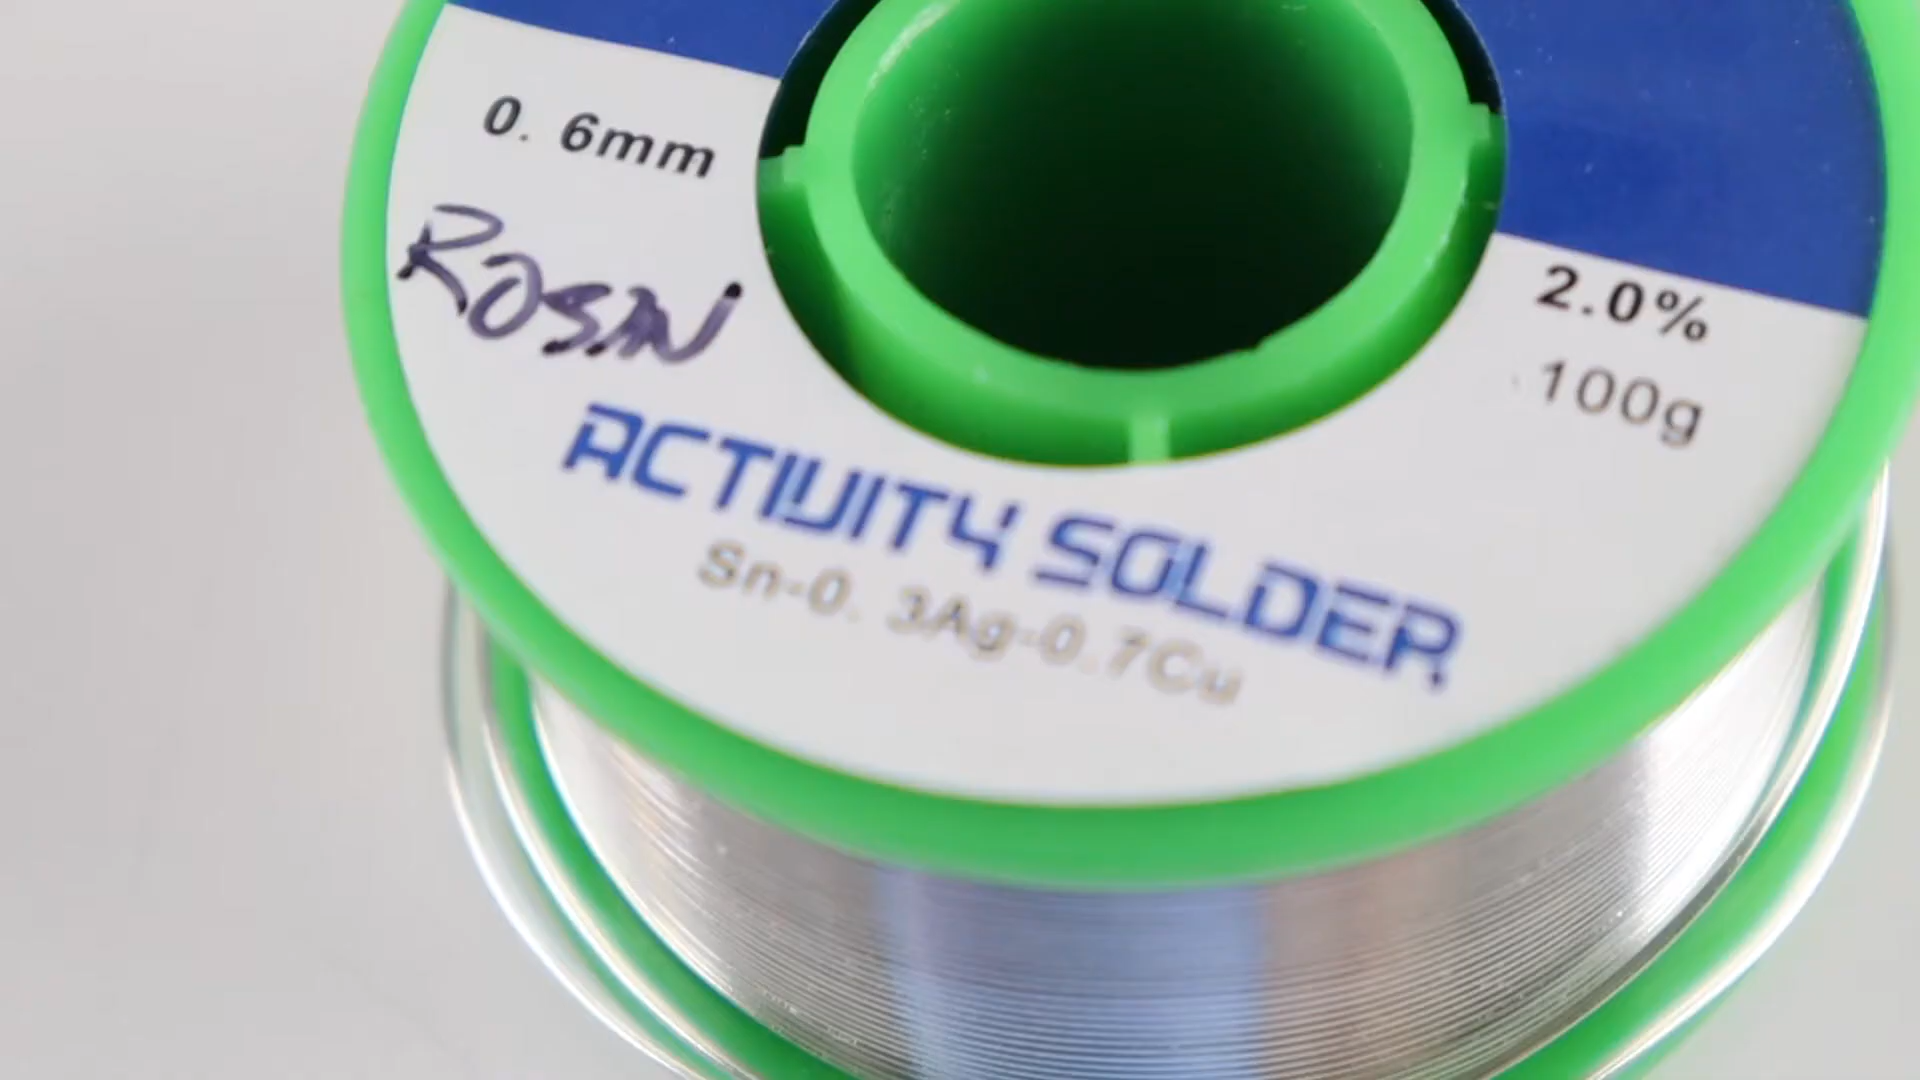 0. 6mm
ROSIN
2.0%
100g
ACTIVITY SOLDER
Sn-0. 3Ag-0.7Cu